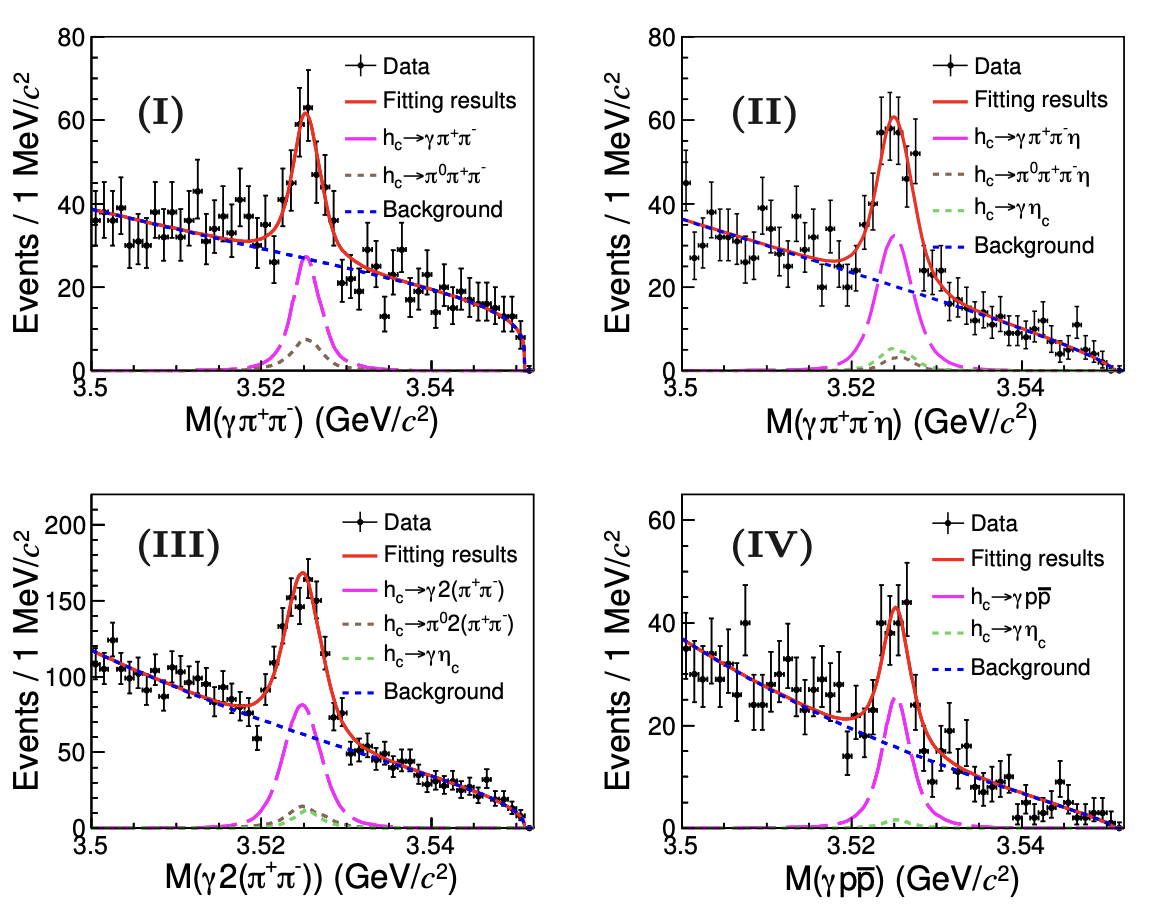 80
60
40
20
0
3.5
3.52
3.54
Events / 1 MeV/c²
M(γπ⁺π⁻) (GeV/c²)
(I)
Data
Fitting results
h_c→γπ⁺π⁻
h_c→π⁰π⁺π⁻
Background
80
60
40
20
0
3.5
3.52
3.54
Events / 1 MeV/c²
M(γπ⁺π⁻η) (GeV/c²)
(II)
Data
Fitting results
h_c→γπ⁺π⁻η
h_c→π⁰π⁺π⁻η
h_c→γη_c
Background
200
150
100
50
0
3.5
3.52
3.54
Events / 1 MeV/c²
M(γ2(π⁺π⁻)) (GeV/c²)
(III)
Data
Fitting results
h_c→γ2(π⁺π⁻)
h_c→π⁰2(π⁺π⁻)
h_c→γη_c
Background
60
40
20
0
3.5
3.52
3.54
Events / 1 MeV/c²
M(γpp̅) (GeV/c²)
(IV)
Data
Fitting results
h_c→γpp̅
h_c→γη_c
Background